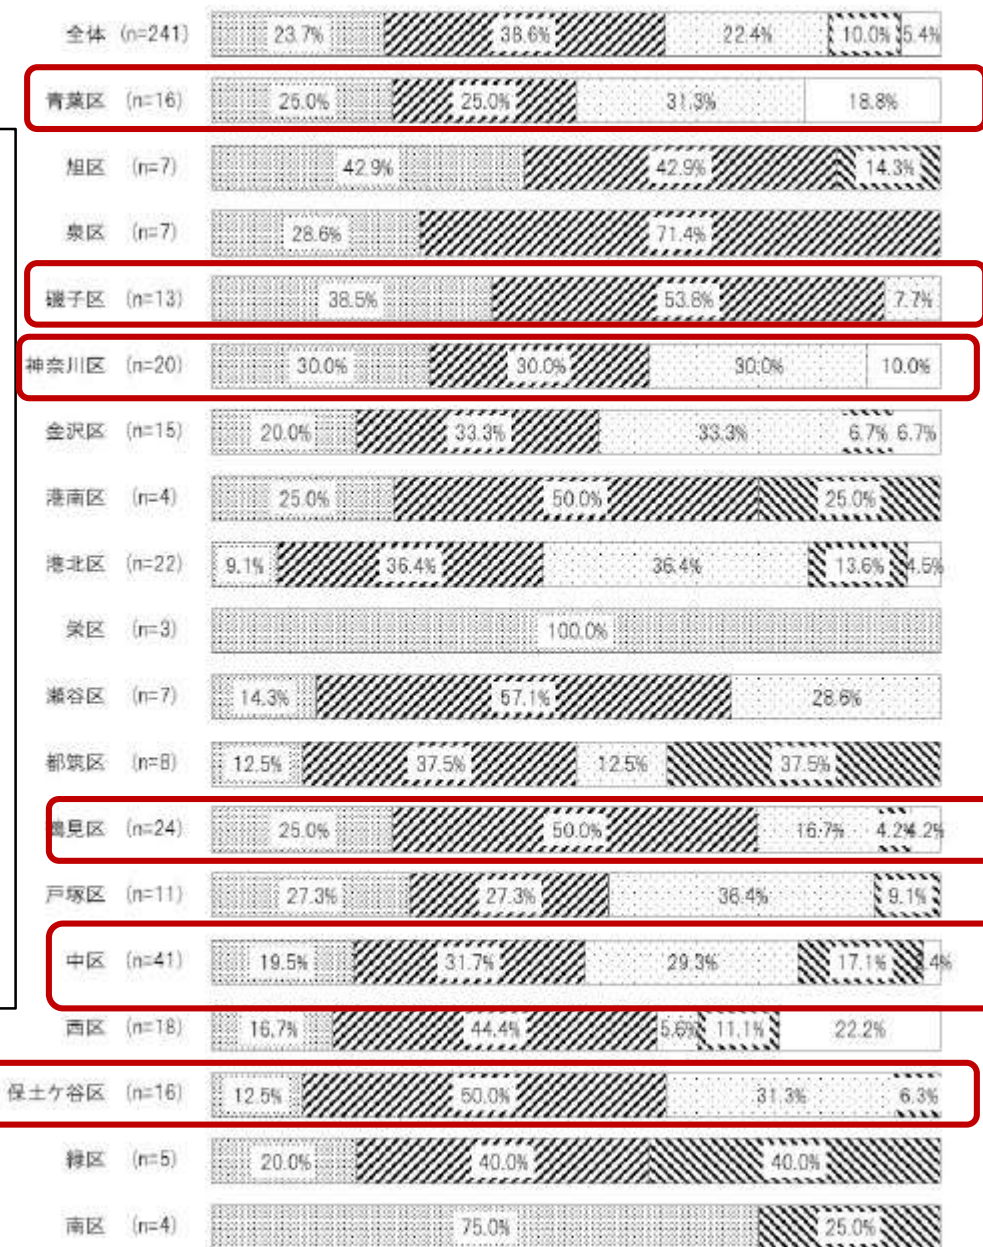 全体 (n=241) 23.7% 38.6% 22.4% 10.0% 5.4%
青葉区 (n=16) 25.0% 25.0% 31.3% 18.8%
旭区 (n=7) 42.9% 42.9% 14.3%
泉区 (n=7) 28.6% 71.4%
磯子区 (n=13) 38.5% 53.8% 7.7%
神奈川区 (n=20) 30.0% 30.0% 30.0% 10.0%
金沢区 (n=15) 20.0% 33.3% 33.3% 6.7% 6.7%
港南区 (n=4) 25.0% 50.0% 25.0%
港北区 (n=22) 9.1% 36.4% 36.4% 13.6% 4.5%
栄区 (n=3) 100.0%
瀬谷区 (n=7) 14.3% 57.1% 28.6%
都筑区 (n=8) 12.5% 37.5% 12.5% 37.5%
鶴見区 (n=24) 25.0% 50.0% 16.7% 4.2% 4.2%
戸塚区 (n=11) 27.3% 27.3% 36.4% 9.1%
中区 (n=41) 19.5% 31.7% 29.3% 17.1% 4%
西区 (n=18) 16.7% 44.4% 5.6% 11.1% 22.2%
保土ケ谷区 (n=16) 12.5% 50.0% 31.3% 6.3%
緑区 (n=5) 20.0% 40.0% 40.0%
南区 (n=4) 75.0% 25.0%